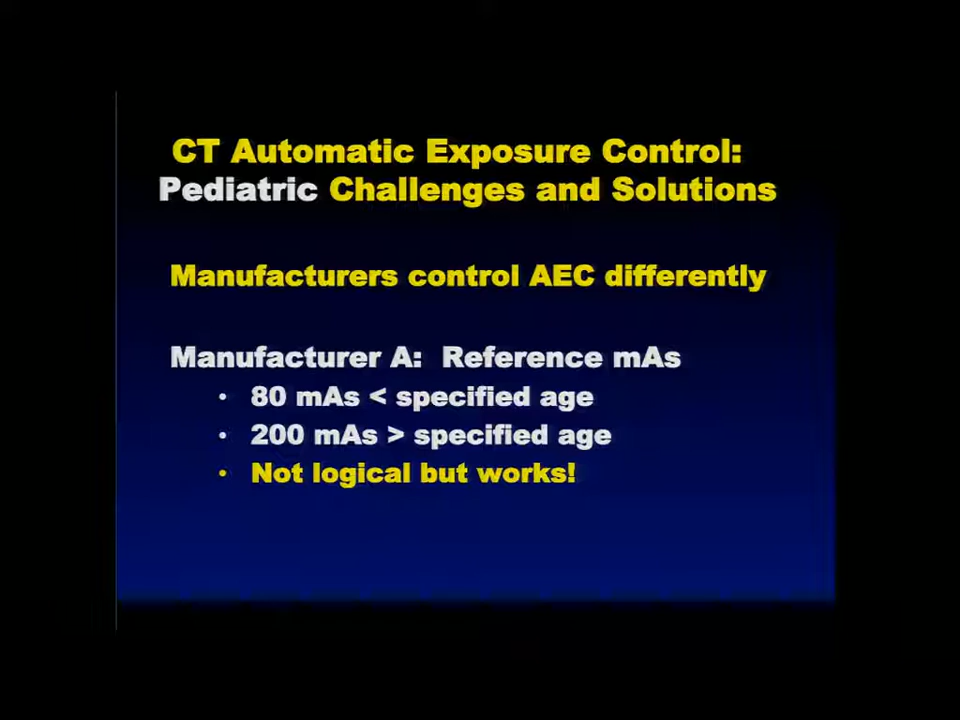 CT Automatic Exposure Control:
Pediatric Challenges and Solutions
Manufacturers control AEC differently
Manufacturer A: Reference mAs
• 80 mAs < specified age
• 200 mAs > specified age
• Not logical but works!